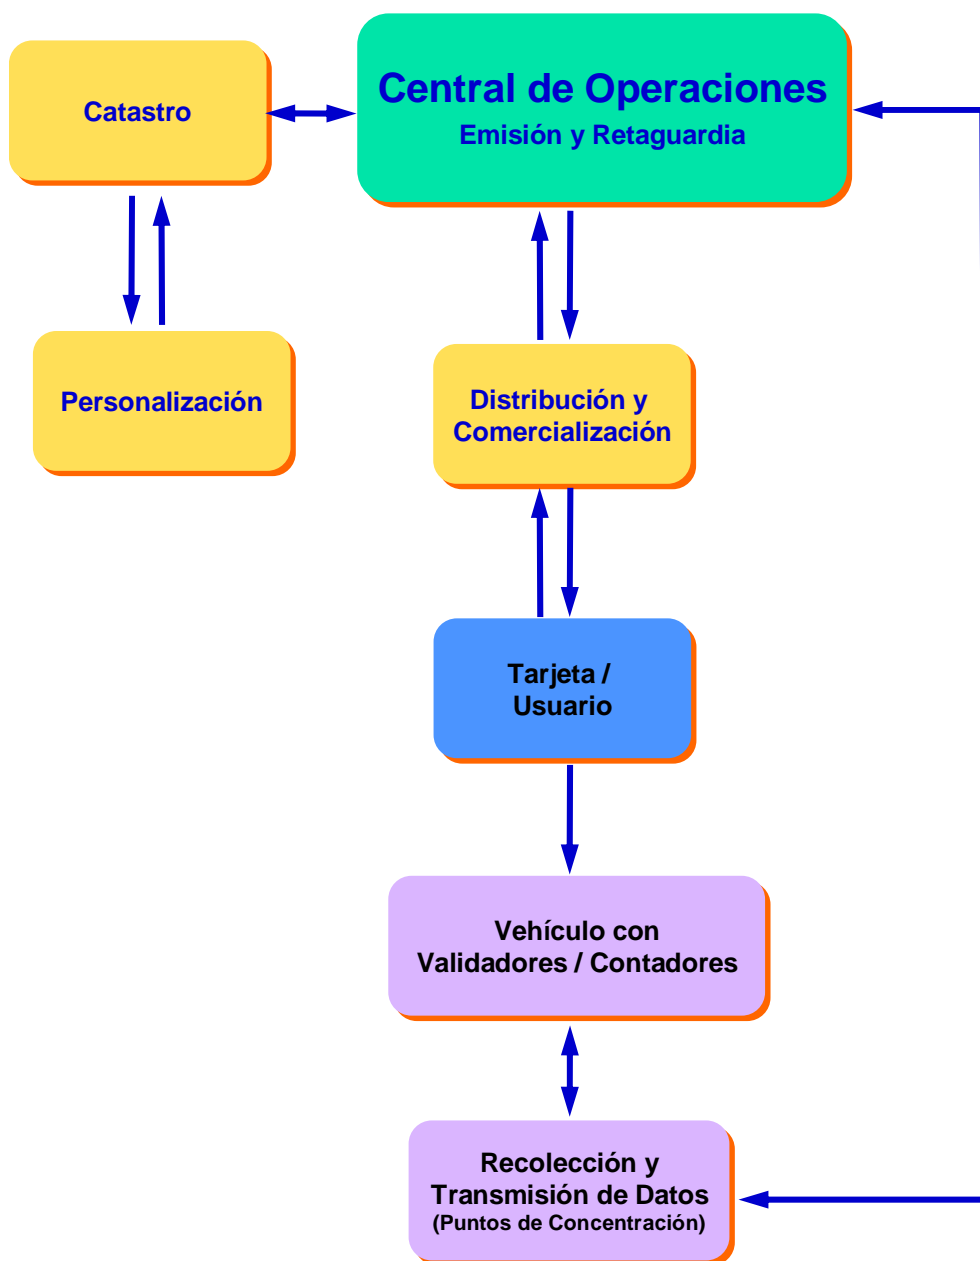 Central de Operaciones
Emisión y Retaguardia
Catastro
Personalización
Distribución y
Comercialización
Tarjeta /
Usuario
Vehículo con
Validadores / Contadores
Recolección y
Transmisión de Datos
(Puntos de Concentración)